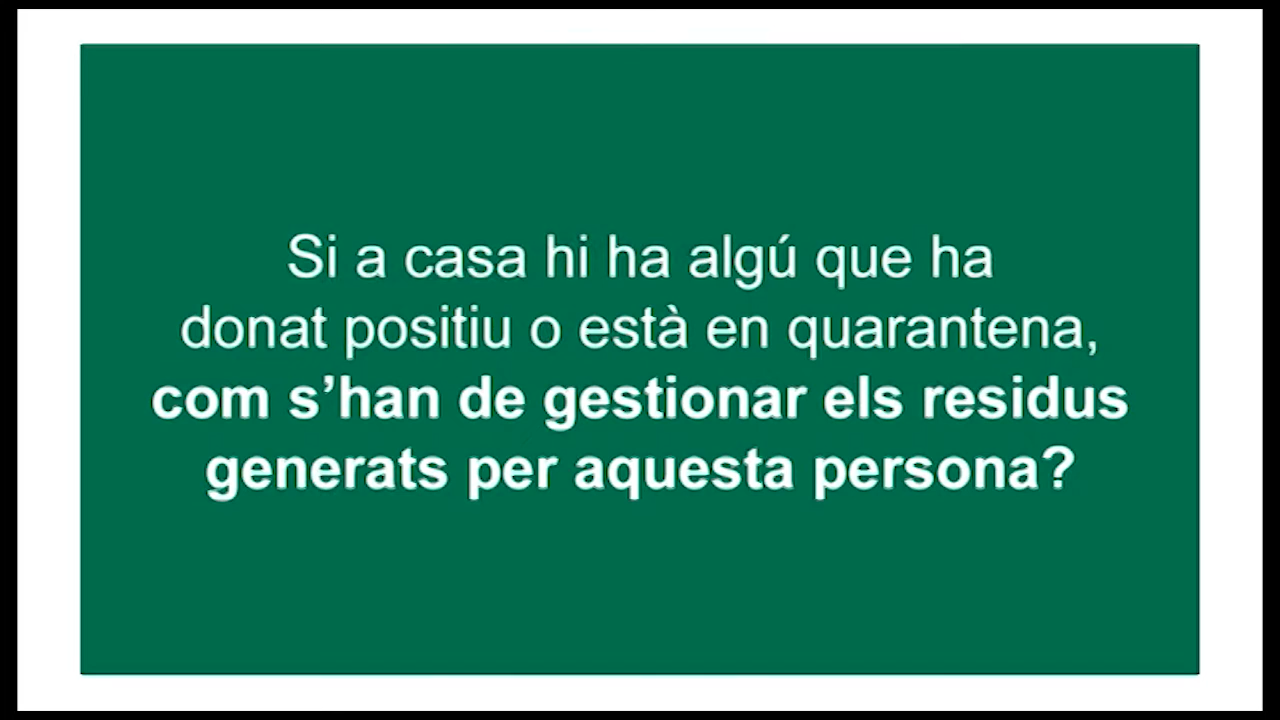 Si a casa hi ha algú que ha
donat positiu o està en quarantena,
com s’han de gestionar els residus
generats per aquesta persona?